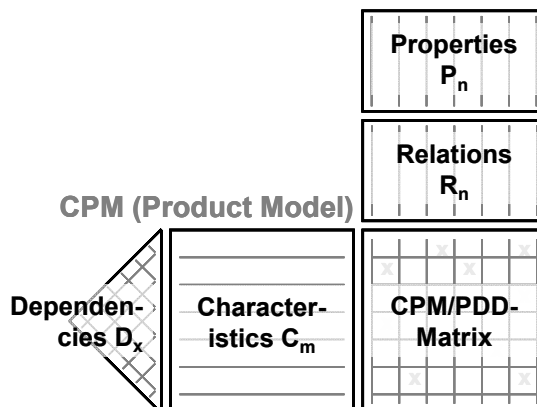 Properties
Pn
Relations
Rn
CPM (Product Model)
Dependen-
cies Dx
Character-
istics Cm
CPM/PDD-
Matrix
x x
x x
x x